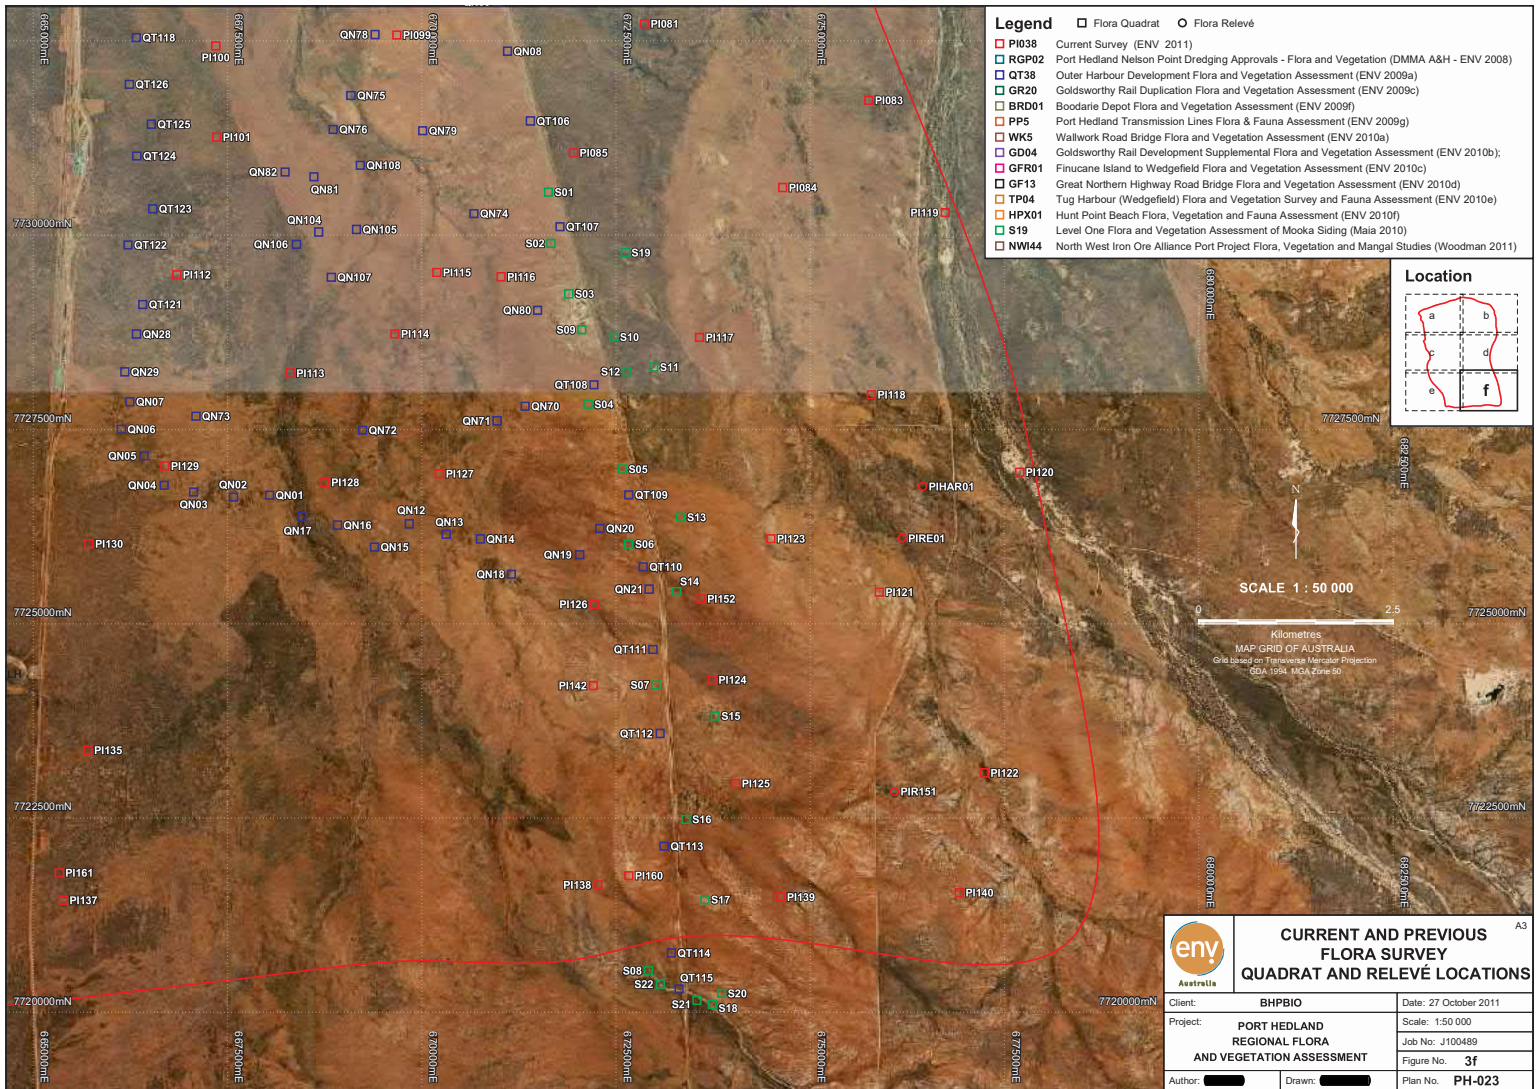 Legend
Flora Quadrat
Flora Relevé
PI038 Current Survey (ENV 2011)
RGP02 Port Hedland Nelson Point Dredging Approvals - Flora and Vegetation (DMMA A&H - ENV 2008)
QT38 Outer Harbour Development Flora and Vegetation Assessment (ENV 2009a)
GR20 Goldsworthy Rail Duplication Flora and Vegetation Assessment (ENV 2009c)
BRD01 Boodarie Depot Flora and Vegetation Assessment (ENV 2009f)
PP5 Port Hedland Transmission Lines Flora & Fauna Assessment (ENV 2009g)
WK5 Wallwork Road Bridge Flora and Vegetation Assessment (ENV 2010a)
GD04 Goldsworthy Rail Development Supplemental Flora and Vegetation Assessment (ENV 2010b);
GFR01 Finucane Island to Wedgefield Flora and Vegetation Assessment (ENV 2010c)
GF13 Great Northern Highway Road Bridge Flora and Vegetation Assessment (ENV 2010d)
TP04 Tug Harbour (Wedgefield) Flora and Vegetation Survey and Fauna Assessment (ENV 2010e)
HPX01 Hunt Point Beach Flora, Vegetation and Fauna Assessment (ENV 2010f)
S19 Level One Flora and Vegetation Assessment of Mooka Siding (Maia 2010)
NWI44 North West Iron Ore Alliance Port Project Flora, Vegetation and Mangal Studies (Woodman 2011)
Location
a
b
c
d
e
f
665000mE
667500mE
670000mE
672500mE
675000mE
PI081
QT118
PI100
QN78
PI099
QN08
QT126
QN75
PI083
QT125
PI101
QN76
QN79
QT106
QT124
PI085
QN82
QN81
QN108
PI084
S01
QT123
QN104
QN74
PI119
7730000mN
QT122
QN106
QN105
QT107
S02
S19
PI112
QN107
PI115
PI116
680000mE
QT121
S03
QN80
QN28
PI114
S09
S10
PI117
QN29
PI113
S12
S11
QT108
PI118
QN07
QN73
QN70
S04
7727500mN
7727500mN
QN06
QN72
QN71
QN05
PI129
PI127
S05
PI120
682500mE
QN04
QN03
QN02
QN01
PI128
QT109
PIHAR01
N
QN17
QN16
QN12
QN13
QN20
S13
PI130
QN15
QN14
QN19
S06
PI123
PIRE01
QN18
QT110
QN21
S14
PI121
SCALE 1 : 50 000
PI126
PI152
7725000mN
7725000mN
0
2.5
Kilometres
MAP GRID OF AUSTRALIA
Grid based on Transverse Mercator Projection
GDA 1994 MGA Zone 50
QT111
LH
PI142
S07
PI124
S15
QT112
PI135
PI122
PI125
PIR151
7722500mN
7722500mN
S16
QT113
PI161
PI160
PI138
PI139
PI140
PI137
S17
680000mE
682500mE
QT114
S08
S22
QT115
S20
S21
S18
7720000mN
7720000mN
665000mE
667500mE
670000mE
672500mE
675000mE
677500mE
env
Australia
A3
CURRENT AND PREVIOUS
FLORA SURVEY
QUADRAT AND RELEVÉ LOCATIONS
Client: BHPBIO
Date: 27 October 2011
Project: PORT HEDLAND
REGIONAL FLORA
AND VEGETATION ASSESSMENT
Scale: 1:50 000
Job No: J100489
Figure No. 3f
Author:
Drawn:
Plan No. PH-023